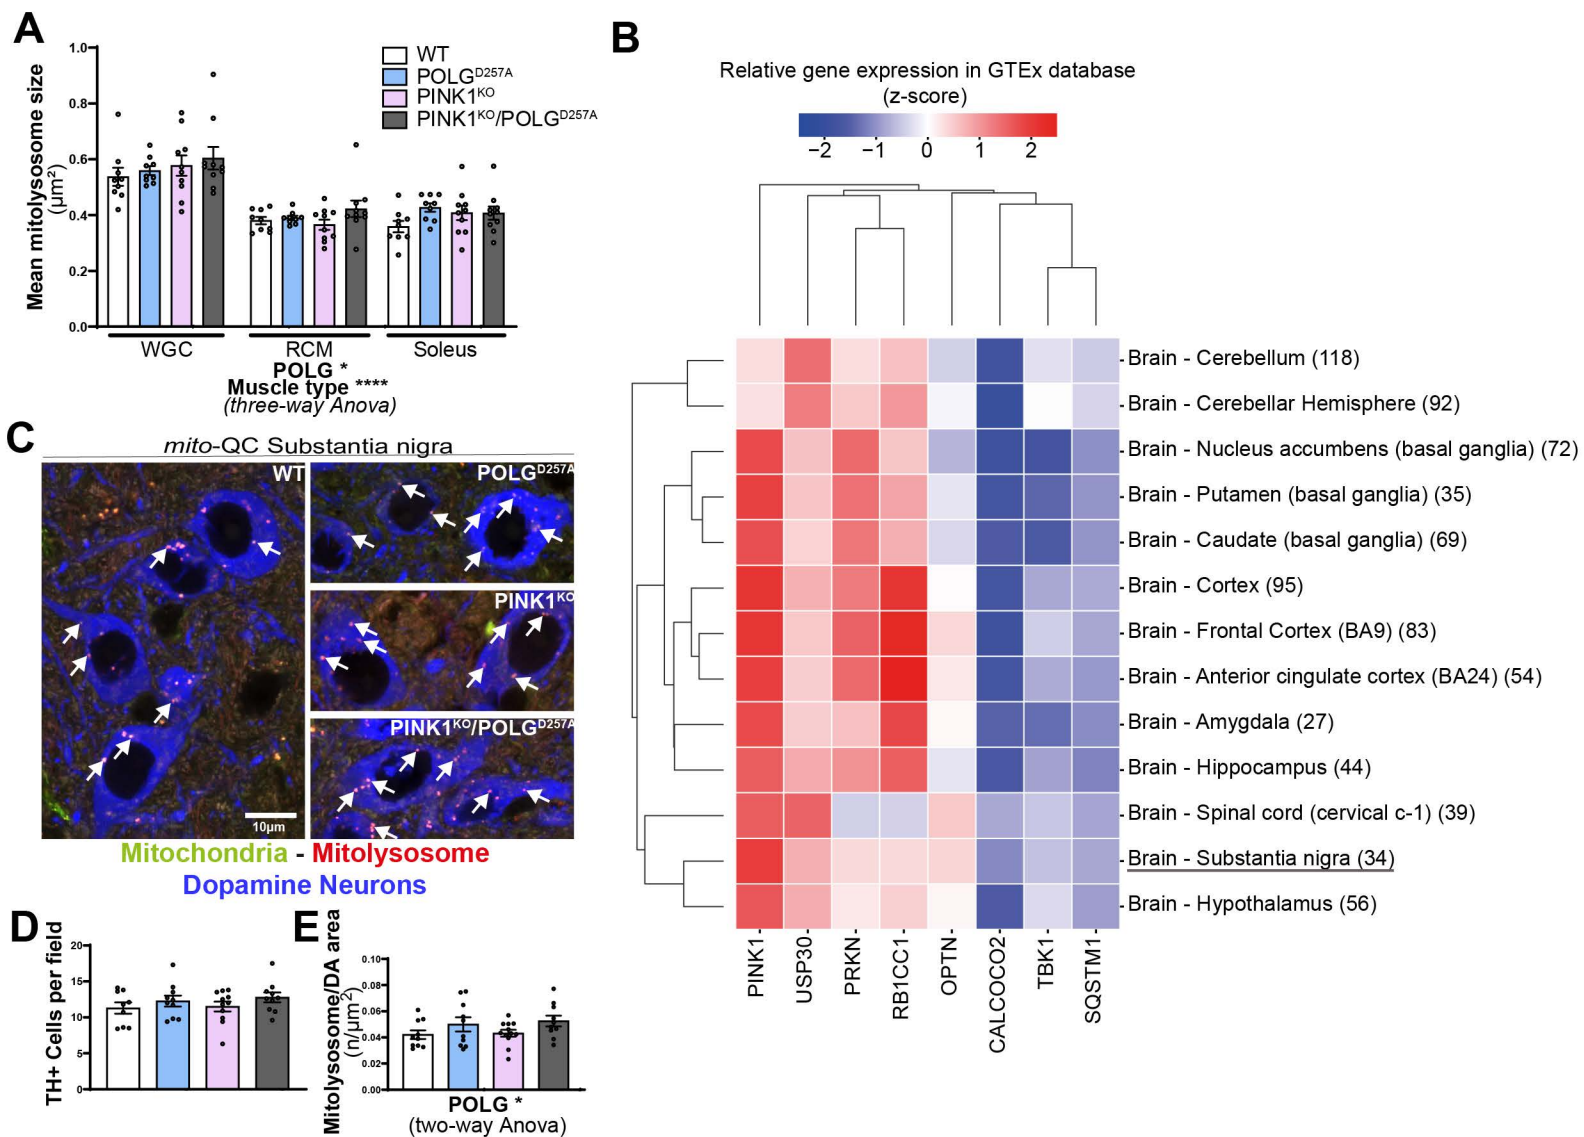 A
Mean mitolysosome size
(µm²)
1.0
0.8
0.6
0.4
0.2
0.0
WT
POLGD257A
PINK1KO
PINK1KO/POLGD257A
WGC
RCM
Soleus
POLG *
Muscle type ****
(three-way Anova)
B
Relative gene expression in GTEx database
(z-score)
−2 −1 0 1 2
Brain - Cerebellum (118)
Brain - Cerebellar Hemisphere (92)
Brain - Nucleus accumbens (basal ganglia) (72)
Brain - Putamen (basal ganglia) (35)
Brain - Caudate (basal ganglia) (69)
Brain - Cortex (95)
Brain - Frontal Cortex (BA9) (83)
Brain - Anterior cingulate cortex (BA24) (54)
Brain - Amygdala (27)
Brain - Hippocampus (44)
Brain - Spinal cord (cervical c-1) (39)
Brain - Substantia nigra (34)
Brain - Hypothalamus (56)
PINK1
USP30
PRKN
RB1CC1
OPTN
CALCOCO2
TBK1
SQSTM1
C
mito-QC Substantia nigra
WT
POLGD257A
PINK1KO
PINK1KO/POLGD257A
10µm
Mitochondria - Mitolysosome
Dopamine Neurons
D
TH+ Cells per field
20
15
10
5
0
E
Mitolysosome/DA area
(n/µm²)
0.10
0.08
0.06
0.04
0.02
0.00
POLG *
(two-way Anova)